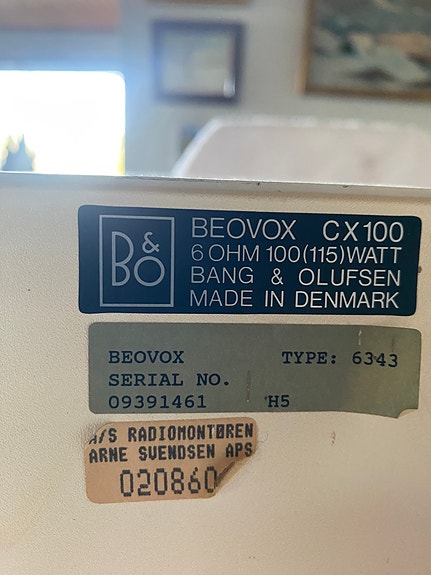 B&O
BEOVOX CX100
6 OHM 100(115)WATT
BANG & OLUFSEN
MADE IN DENMARK
BEOVOX TYPE: 6343
SERIAL NO.
09391461 H5
A/S RADIOMONTØREN
ARNE SVENDSEN APS
020860